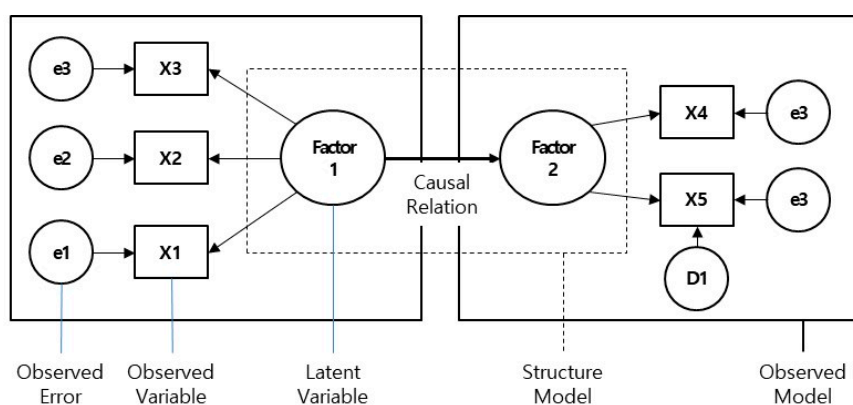 e3
X3
e2
X2
e1
X1
Factor
1
Causal
Relation
Factor
2
X4
e3
X5
e3
D1
Observed
Error
Observed
Variable
Latent
Variable
Structure
Model
Observed
Model